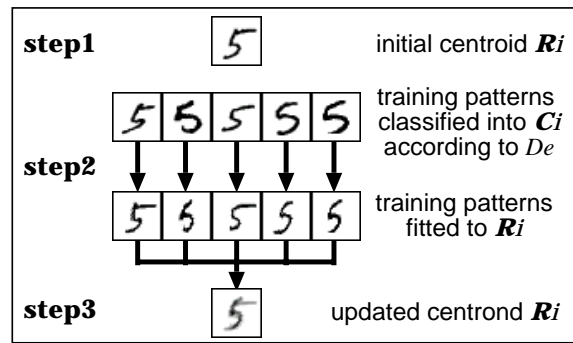 step1
5
initial centroid Ri
5 5 5 5 5
training patterns
classified into Ci
according to De
step2
5 5 5 5 5
training patterns
fitted to Ri
step3
5
updated centrond Ri